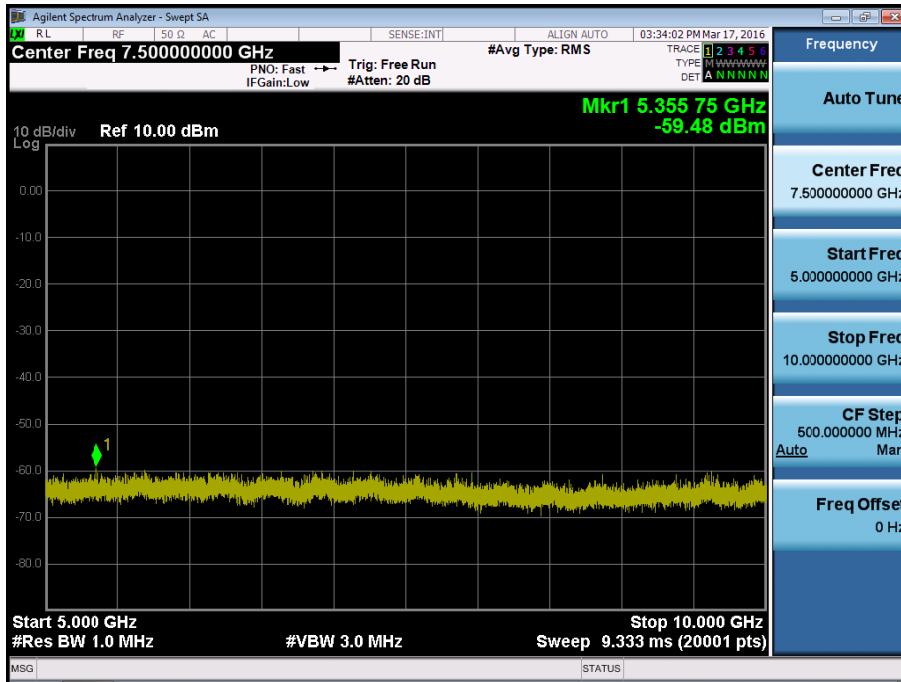 Agilent Spectrum Analyzer - Swept SA
LXI RL RF 50 Ω AC SENSE:INT ALIGN AUTO 03:34:02 PM Mar 17, 2016
Center Freq 7.500000000 GHz #Avg Type: RMS TRACE 1 2 3 4 5 6
PNO: Fast Trig: Free Run TYPE M W W W W W
IFGain:Low #Atten: 20 dB DET A N N N N N
Mkr1 5.355 75 GHz
-59.48 dBm
10 dB/div Ref 10.00 dBm
Log
0.00
-10.0
-20.0
-30.0
-40.0
-50.0
1
-60.0
-70.0
-80.0
Start 5.000 GHz Stop 10.000 GHz
#Res BW 1.0 MHz #VBW 3.0 MHz Sweep 9.333 ms (20001 pts)
MSG STATUS
Frequency
Auto Tune
Center Freq
7.500000000 GHz
Start Freq
5.000000000 GHz
Stop Freq
10.000000000 GHz
CF Step
500.000000 MHz
Auto Man
Freq Offset
0 Hz